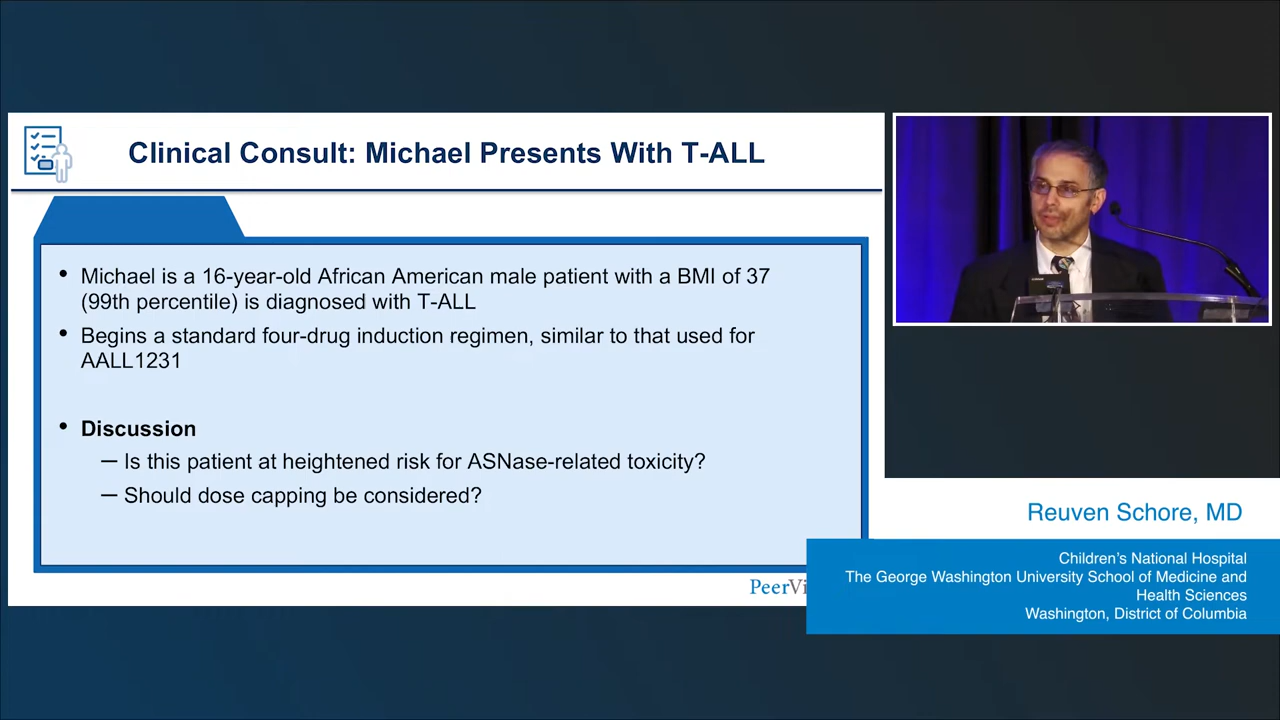 Clinical Consult: Michael Presents With T-ALL
• Michael is a 16-year-old African American male patient with a BMI of 37
(99th percentile) is diagnosed with T-ALL
• Begins a standard four-drug induction regimen, similar to that used for
AALL1231
• Discussion
– Is this patient at heightened risk for ASNase-related toxicity?
– Should dose capping be considered?
PeerVi
Reuven Schore, MD
Children's National Hospital
The George Washington University School of Medicine and
Health Sciences
Washington, District of Columbia